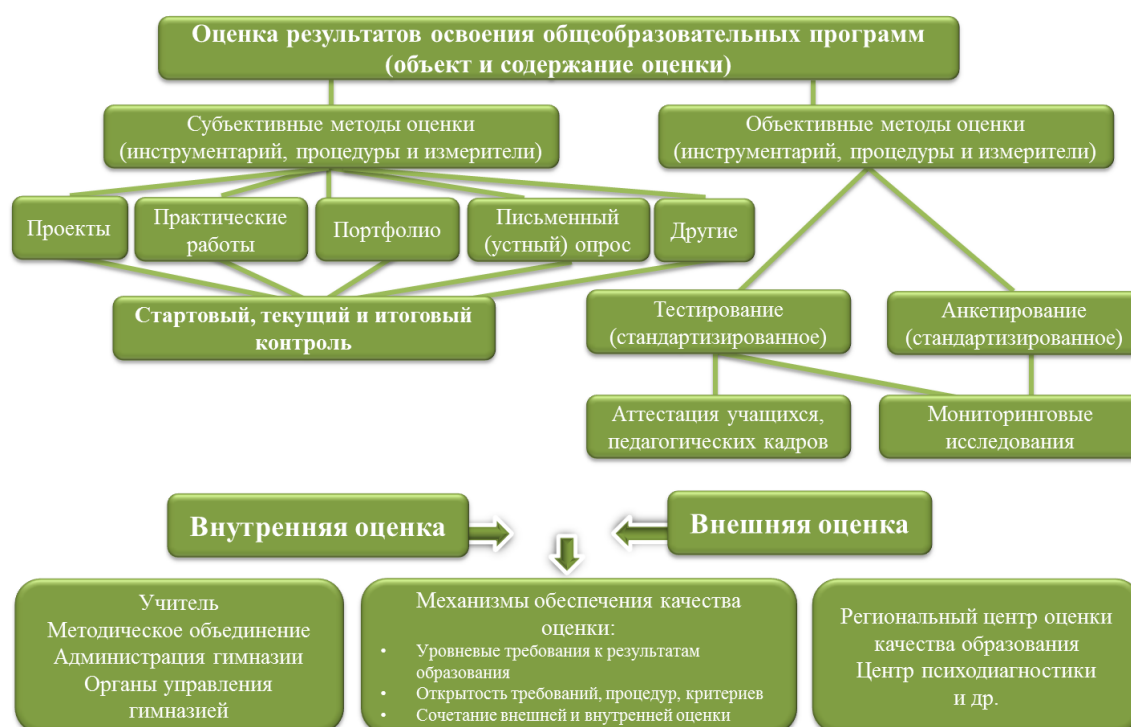 Оценка результатов освоения общеобразовательных программ
(объект и содержание оценки)
Субъективные методы оценки
(инструментарий, процедуры и измерители)
Объективные методы оценки
(инструментарий, процедуры и измерители)
Проекты
Практические
работы
Портфолио
Письменный
(устный) опрос
Другие
Стартовый, текущий и итоговый
контроль
Тестирование
(стандартизированное)
Анкетирование
(стандартизированное)
Аттестация учащихся,
педагогических кадров
Мониторинговые
исследования
Внутренняя оценка
Внешняя оценка
Учитель
Методическое объединение
Администрация гимназии
Органы управления
гимназией
Механизмы обеспечения качества
оценки:
• Уровневые требования к результатам
образования
• Открытость требований, процедур, критериев
• Сочетание внешней и внутренней оценки
Региональный центр оценки
качества образования
Центр психодиагностики
и др.